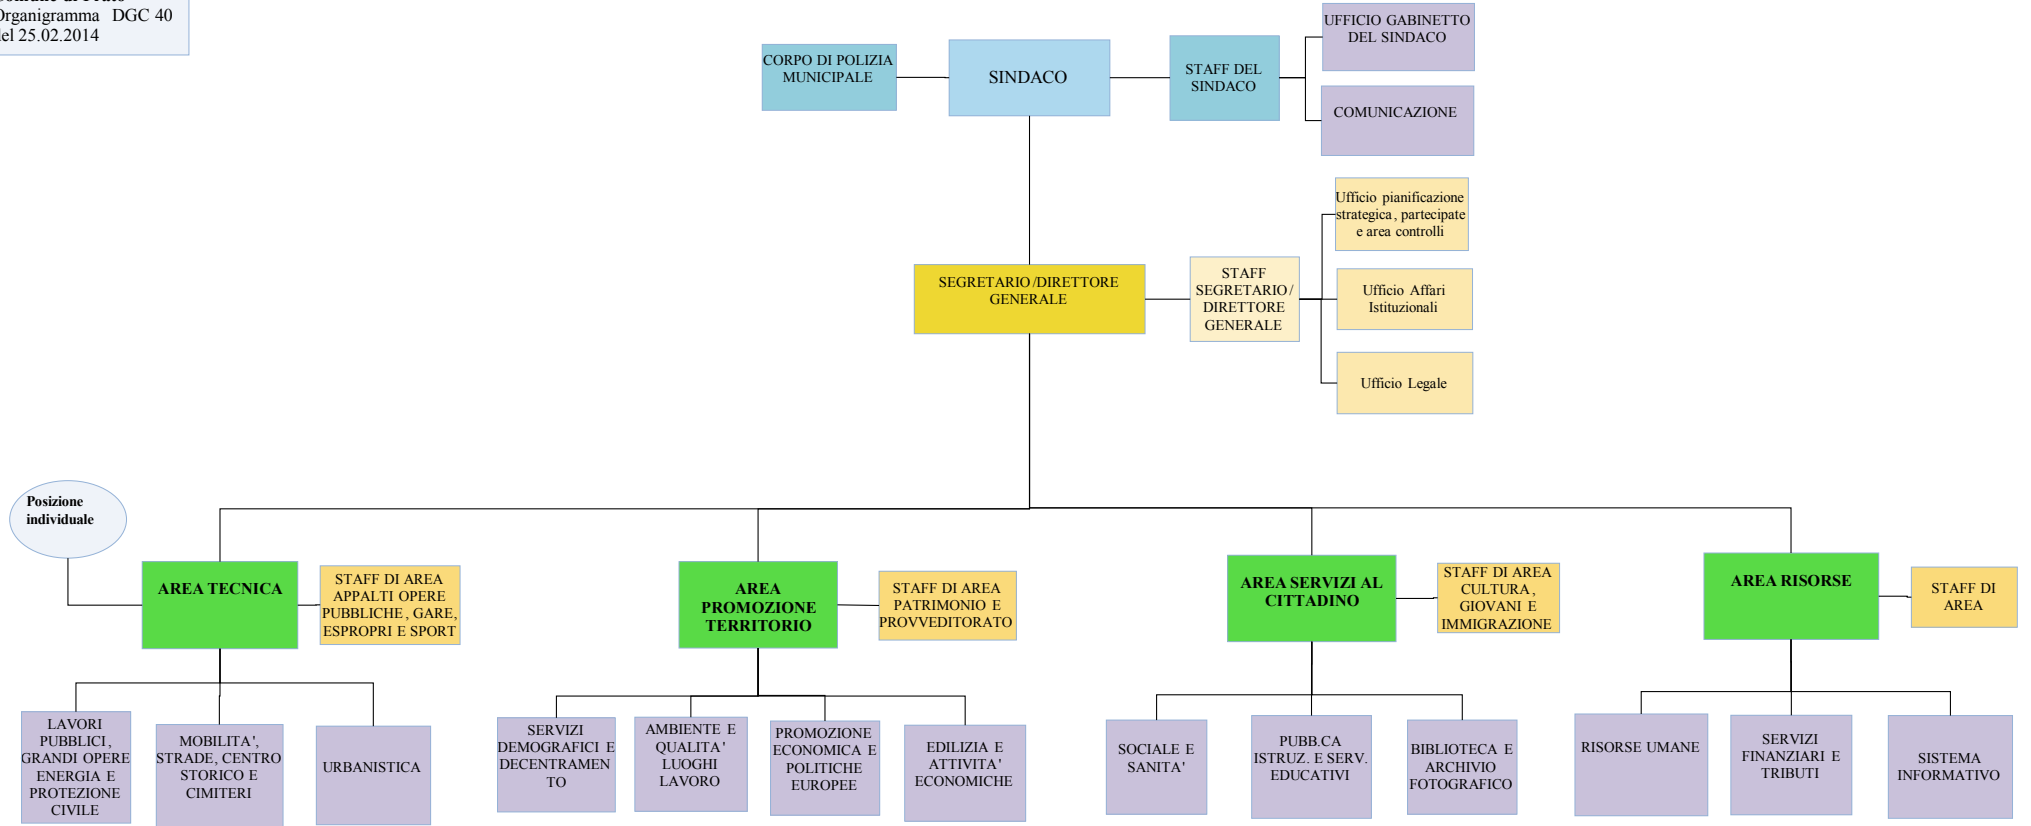 Organigramma DGC 40
del 25.02.2014
UFFICIO GABINETTO
DEL SINDACO
CORPO DI POLIZIA
MUNICIPALE
SINDACO
STAFF DEL
SINDACO
COMUNICAZIONE
Ufficio pianificazione
strategica, partecipate
e area controlli
SEGRETARIO/DIRETTORE
GENERALE
STAFF
SEGRETARIO/
DIRETTORE
GENERALE
Ufficio Affari
Istituzionali
Ufficio Legale
Posizione
individuale
AREA TECNICA
STAFF DI AREA
APPALTI OPERE
PUBBLICHE, GARE,
ESPROPRI E SPORT
AREA
PROMOZIONE
TERRITORIO
STAFF DI AREA
PATRIMONIO E
PROVVEDITORATO
AREA SERVIZI AL
CITTADINO
STAFF DI AREA
CULTURA,
GIOVANI E
IMMIGRAZIONE
AREA RISORSE
STAFF DI
AREA
LAVORI
PUBBLICI,
GRANDI OPERE
ENERGIA E
PROTEZIONE
CIVILE
MOBILITA',
STRADE, CENTRO
STORICO E
CIMITERI
URBANISTICA
SERVIZI
DEMOGRAFICI E
DECENTRAMEN
TO
AMBIENTE E
QUALITA'
LUOGHI
LAVORO
PROMOZIONE
ECONOMICA E
POLITICHE
EUROPEE
EDILIZIA E
ATTIVITA'
ECONOMICHE
SOCIALE E
SANITA'
PUBB.CA
ISTRUZ. E SERV.
EDUCATIVI
BIBLIOTECA E
ARCHIVIO
FOTOGRAFICO
RISORSE UMANE
SERVIZI
FINANZIARI E
TRIBUTI
SISTEMA
INFORMATIVO